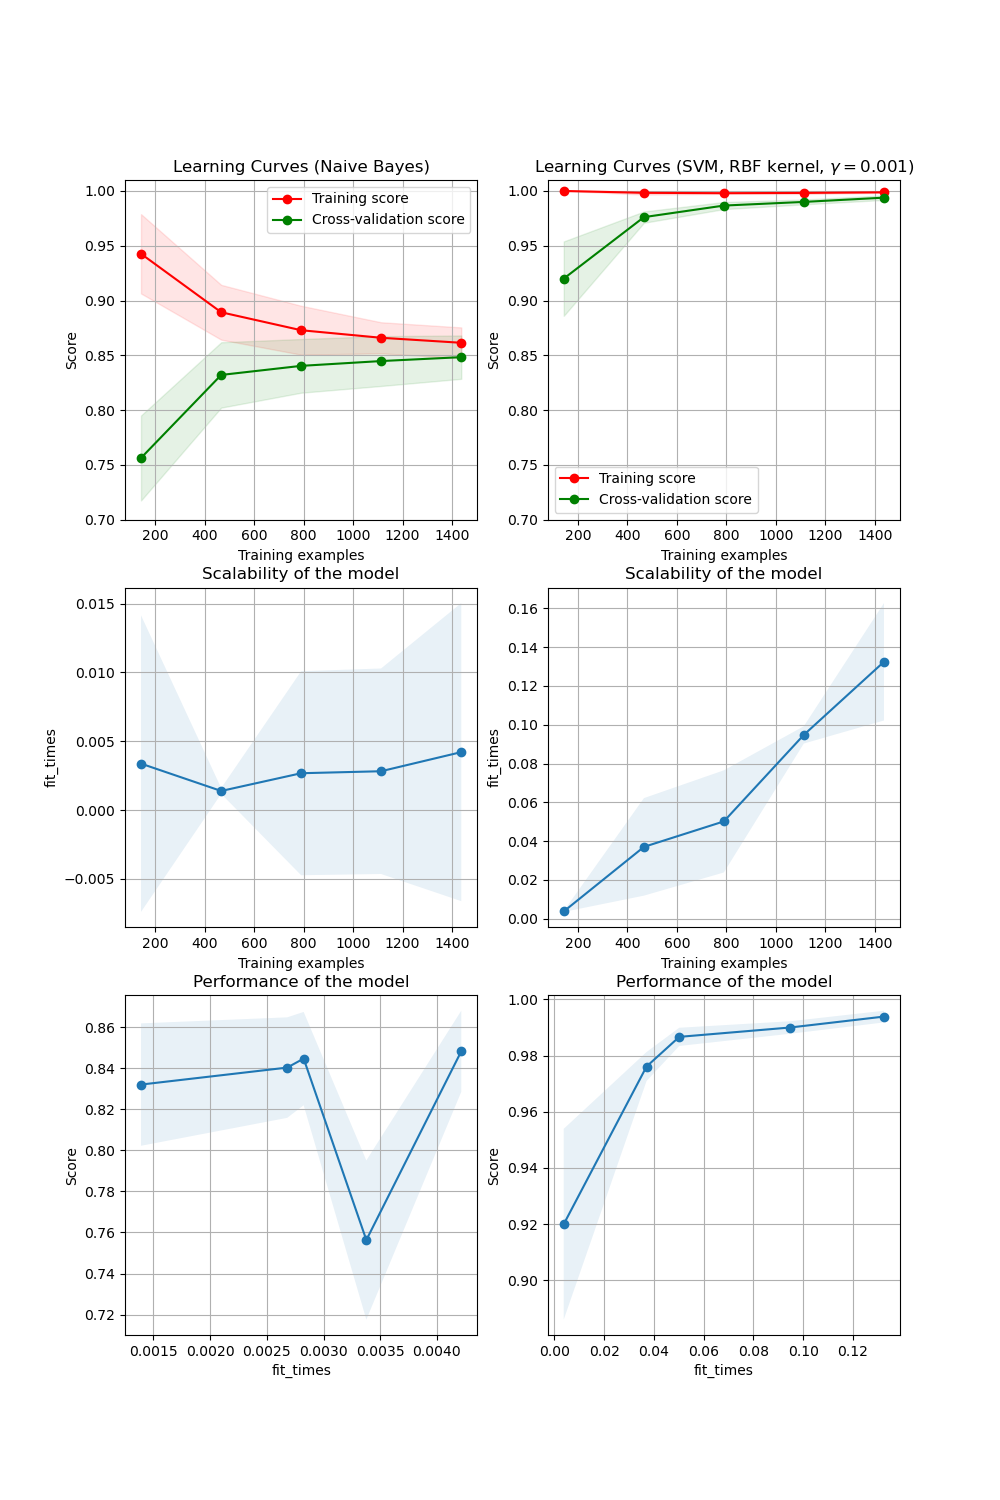 Learning Curves (Naive Bayes)
1.00
0.95
0.90
0.85
0.80
0.75
0.70
Score
Training score
Cross-validation score
200 400 600 800 1000 1200 1400
Training examples
Learning Curves (SVM, RBF kernel, γ = 0.001)
1.00
0.95
0.90
0.85
0.80
0.75
0.70
Score
Training score
Cross-validation score
200 400 600 800 1000 1200 1400
Training examples
Scalability of the model
0.015
0.010
0.005
0.000
−0.005
fit_times
200 400 600 800 1000 1200 1400
Training examples
Scalability of the model
0.16
0.14
0.12
0.10
0.08
0.06
0.04
0.02
0.00
fit_times
200 400 600 800 1000 1200 1400
Training examples
Performance of the model
0.86
0.84
0.82
0.80
0.78
0.76
0.74
0.72
Score
0.0015 0.0020 0.0025 0.0030 0.0035 0.0040
fit_times
Performance of the model
1.00
0.98
0.96
0.94
0.92
0.90
Score
0.00 0.02 0.04 0.06 0.08 0.10 0.12
fit_times